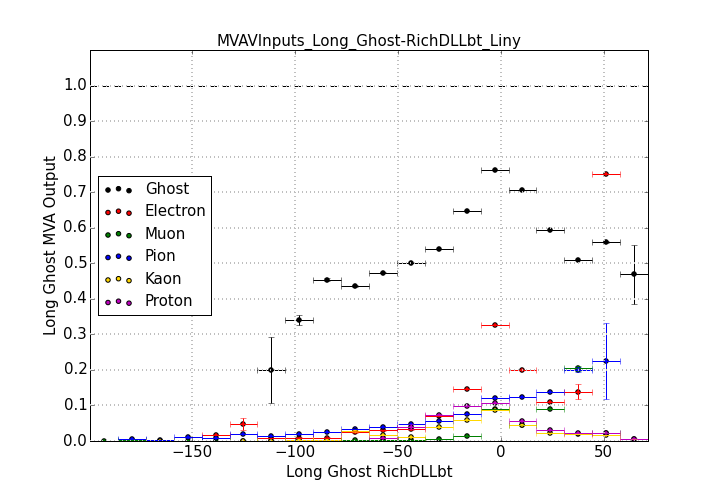 MVAVInputs_Long_Ghost-RichDLLbt_Liny
Long Ghost MVA Output
1.0
0.9
0.8
0.7
0.6
0.5
0.4
0.3
0.2
0.1
0.0
Ghost
Electron
Muon
Pion
Kaon
Proton
−150
−100
−50
0
50
Long Ghost RichDLLbt